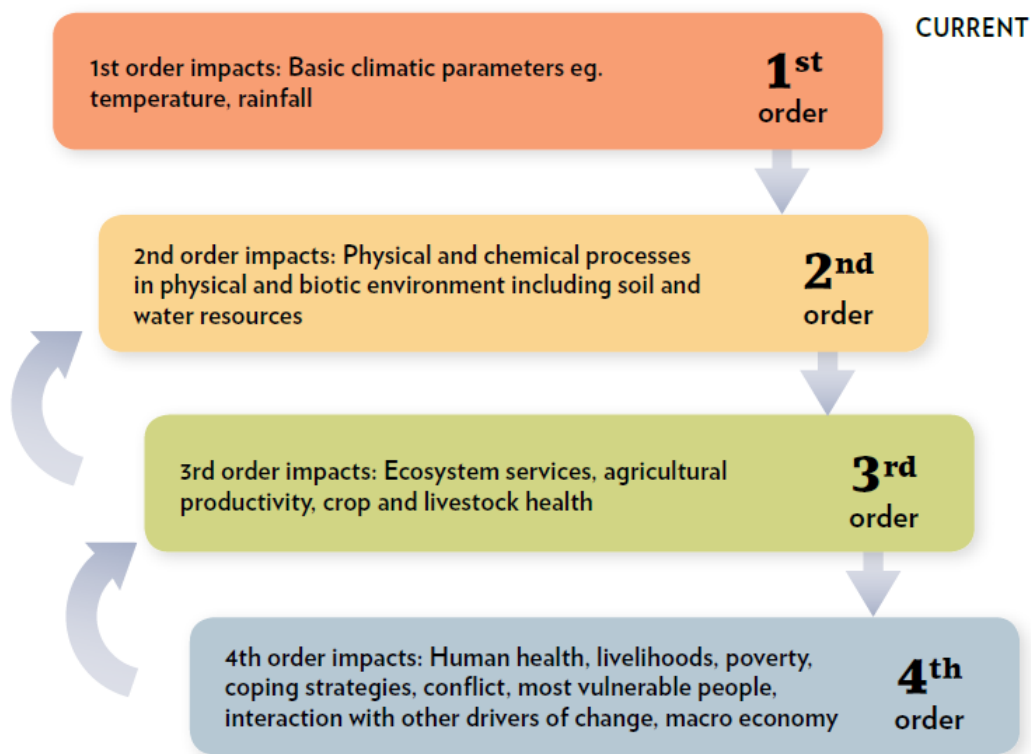 CURRENT
1st order impacts: Basic climatic parameters eg.
temperature, rainfall
1st
order
2nd order impacts: Physical and chemical processes
in physical and biotic environment including soil and
water resources
2nd
order
3rd order impacts: Ecosystem services, agricultural
productivity, crop and livestock health
3rd
order
4th order impacts: Human health, livelihoods, poverty,
coping strategies, conflict, most vulnerable people,
interaction with other drivers of change, macro economy
4th
order